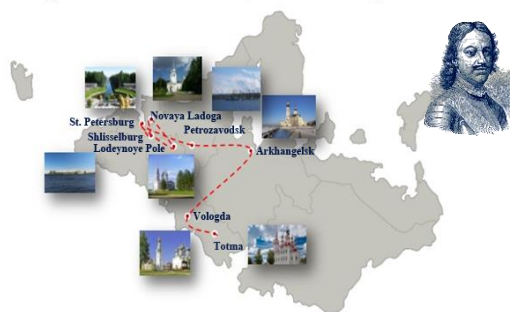 Novaya Ladoga
St. Petersburg
Petrozavodsk
Shlisselburg
Lodeynoye Pole
Arkhangelsk
Vologda
Totma